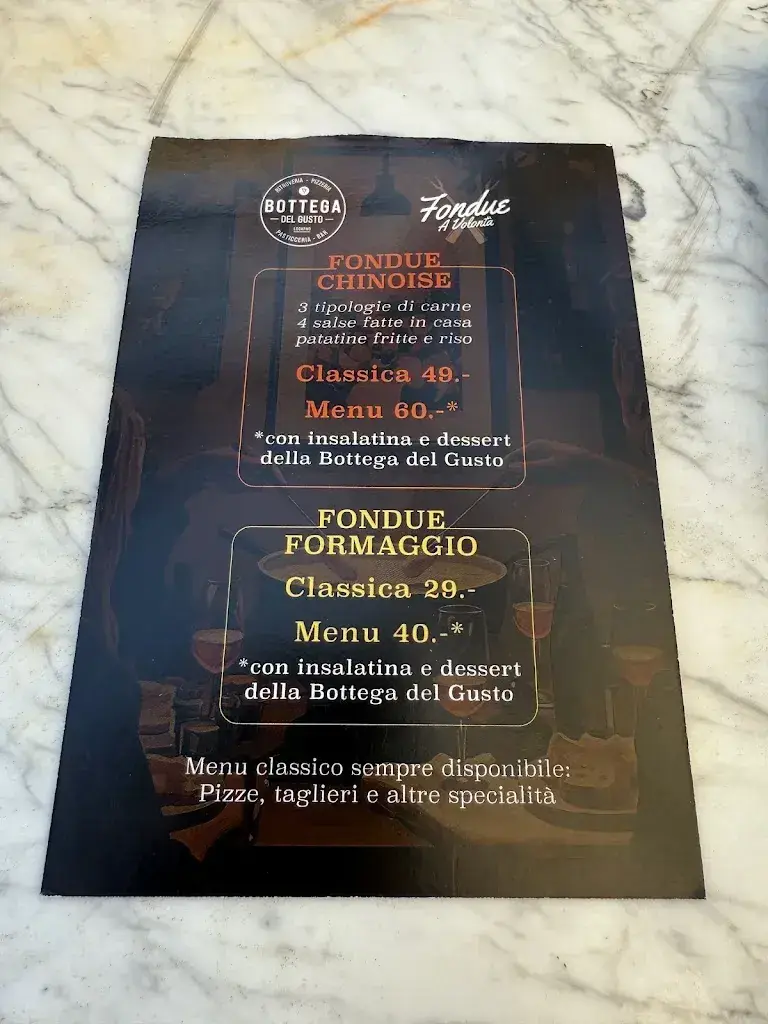 RITROVERIA - PIZZERIA
BOTTEGA
DEL GUSTO
LOCARNO
PASTICCERIA - BAR
Fondue
A Volontà
FONDUE
CHINOISE
3 tipologie di carne
4 salse fatte in casa
patatine fritte e riso
Classica 49.-
Menu 60.-*
*con insalatina e dessert
della Bottega del Gusto
FONDUE
FORMAGGIO
Classica 29.-
Menu 40.-*
*con insalatina e dessert
della Bottega del Gusto
Menu classico sempre disponibile:
Pizze, taglieri e altre specialità